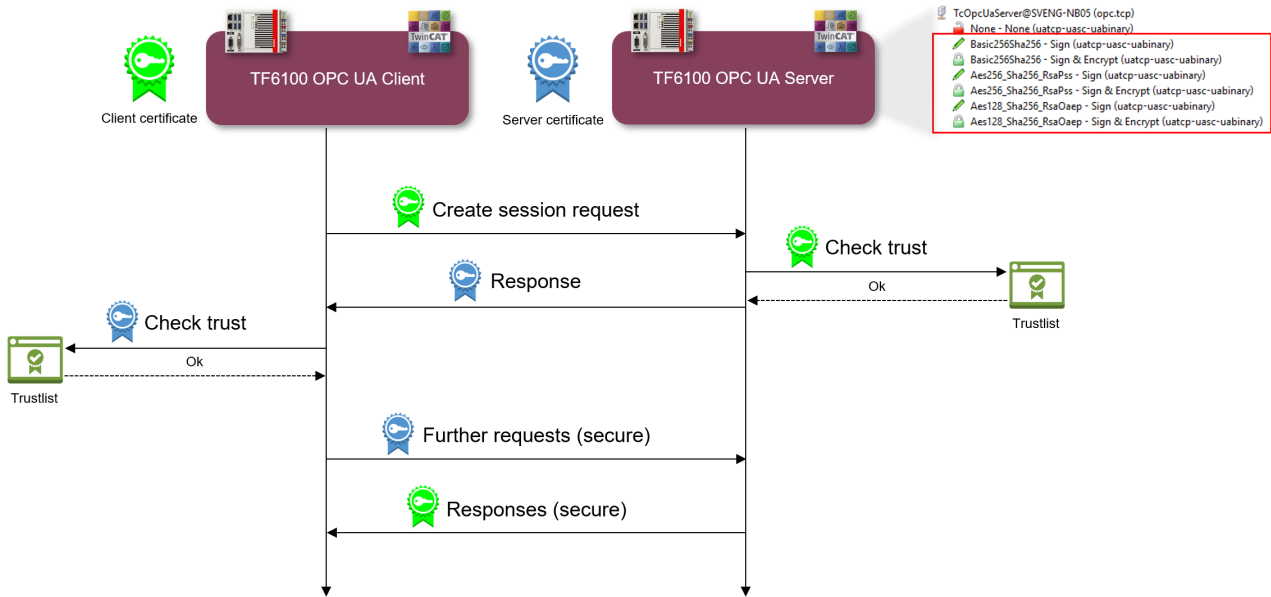 TcOpcUaServer@SVENG-NB05 (opc.tcp)
None - None (uatcp-uasc-uabinary)
Basic256Sha256 - Sign (uatcp-uasc-uabinary)
Basic256Sha256 - Sign & Encrypt (uatcp-uasc-uabinary)
Aes256_Sha256_RsaPss - Sign (uatcp-uasc-uabinary)
Aes256_Sha256_RsaPss - Sign & Encrypt (uatcp-uasc-uabinary)
Aes128_Sha256_RsaOaep - Sign (uatcp-uasc-uabinary)
Aes128_Sha256_RsaOaep - Sign & Encrypt (uatcp-uasc-uabinary)
TwinCAT
TwinCAT
TF6100 OPC UA Client
TF6100 OPC UA Server
Client certificate
Server certificate
Create session request
Check trust
Response
Ok
Trustlist
Check trust
Ok
Trustlist
Further requests (secure)
Responses (secure)